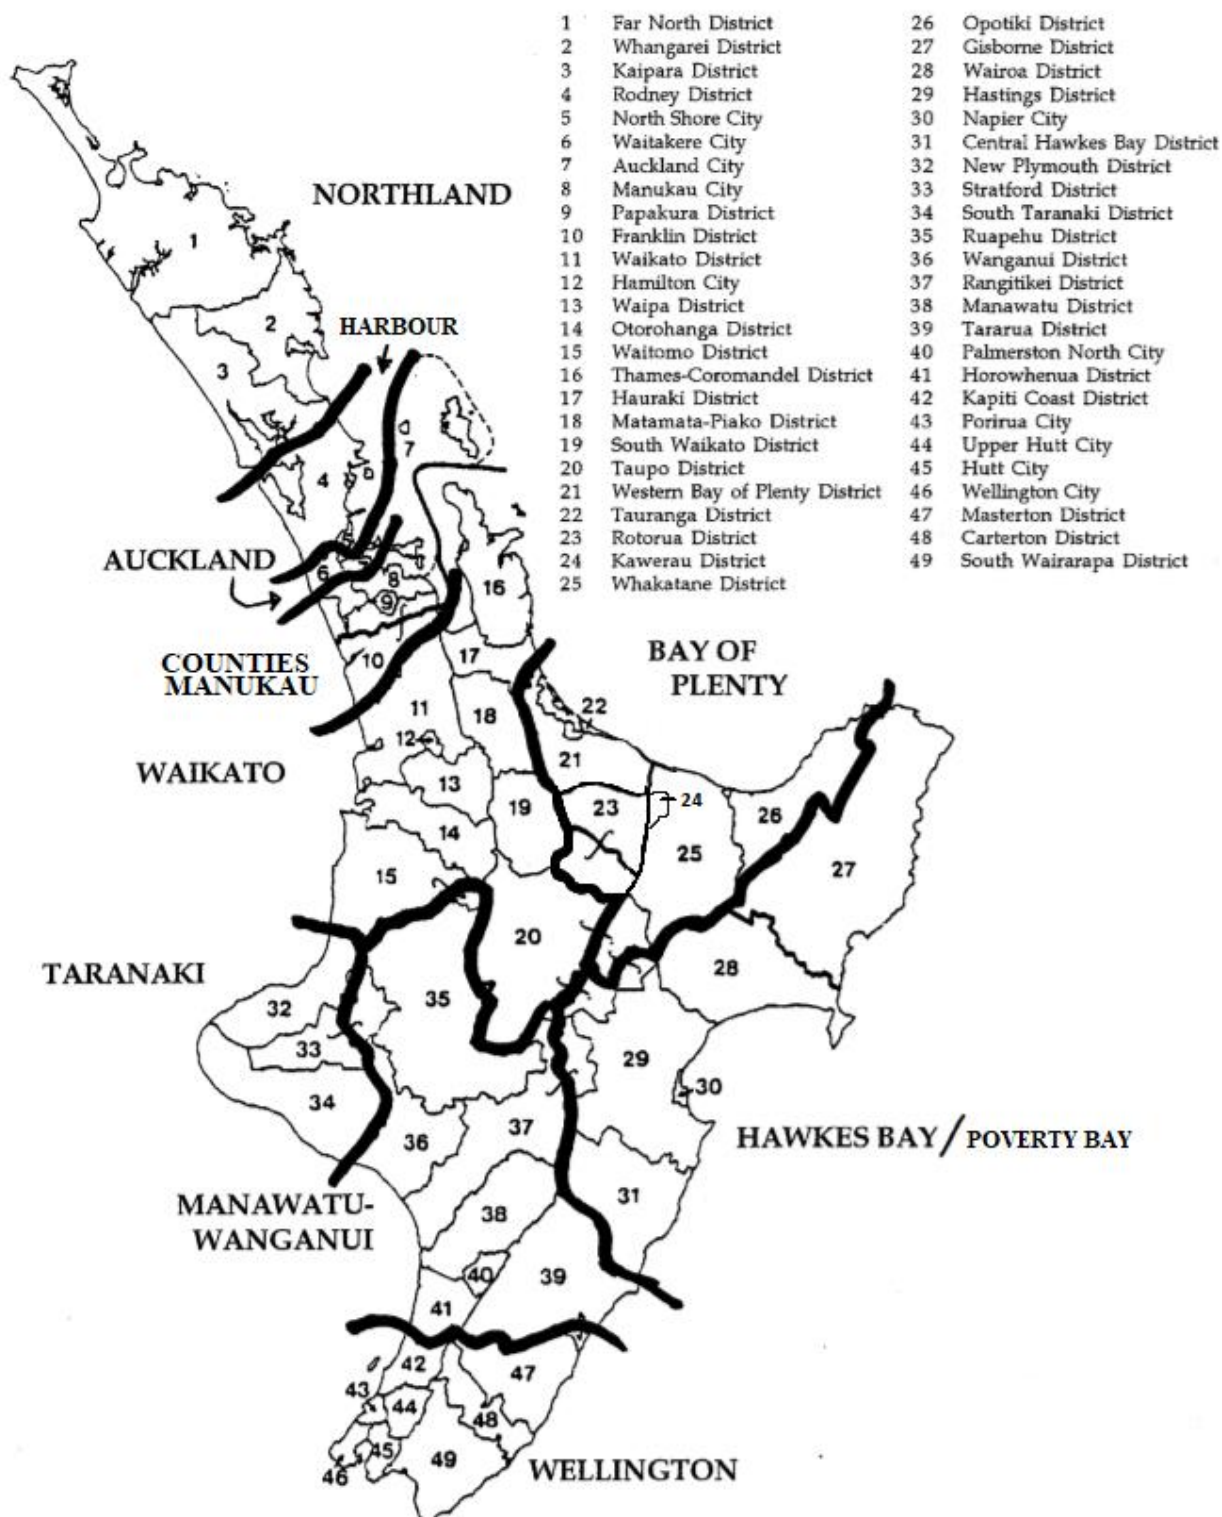 1 Far North District
2 Whangarei District
3 Kaipara District
4 Rodney District
5 North Shore City
6 Waitakere City
7 Auckland City
8 Manukau City
9 Papakura District
10 Franklin District
11 Waikato District
12 Hamilton City
13 Waipa District
14 Otorohanga District
15 Waitomo District
16 Thames-Coromandel District
17 Hauraki District
18 Matamata-Piako District
19 South Waikato District
20 Taupo District
21 Western Bay of Plenty District
22 Tauranga District
23 Rotorua District
24 Kawerau District
25 Whakatane District
26 Opotiki District
27 Gisborne District
28 Wairoa District
29 Hastings District
30 Napier City
31 Central Hawkes Bay District
32 New Plymouth District
33 Stratford District
34 South Taranaki District
35 Ruapehu District
36 Wanganui District
37 Rangitikei District
38 Manawatu District
39 Tararua District
40 Palmerston North City
41 Horowhenua District
42 Kapiti Coast District
43 Porirua City
44 Upper Hutt City
45 Hutt City
46 Wellington City
47 Masterton District
48 Carterton District
49 South Wairarapa District
NORTHLAND
1
2
HARBOUR
3
7
4
AUCKLAND
6
8
9
16
COUNTIES
MANUKAU
10
17
BAY OF
PLENTY
11
18
22
12
21
WAIKATO
13
19
23
24
26
14
25
15
27
20
28
TARANAKI
32
35
33
29
34
30
36
37
HAWKES BAY / POVERTY BAY
MANAWATU-
WANGANUI
31
38
40
39
41
42
47
43
44
48
45
49
46
WELLINGTON